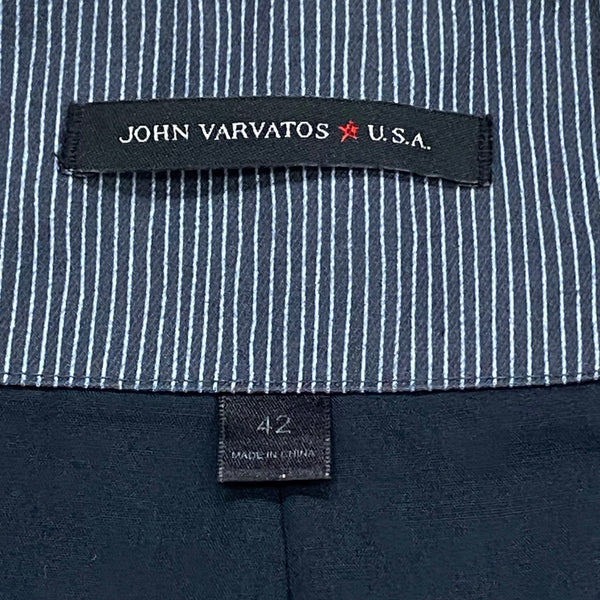 JOHN VARVATOS ★ U.S.A.
42
MADE IN CHINA